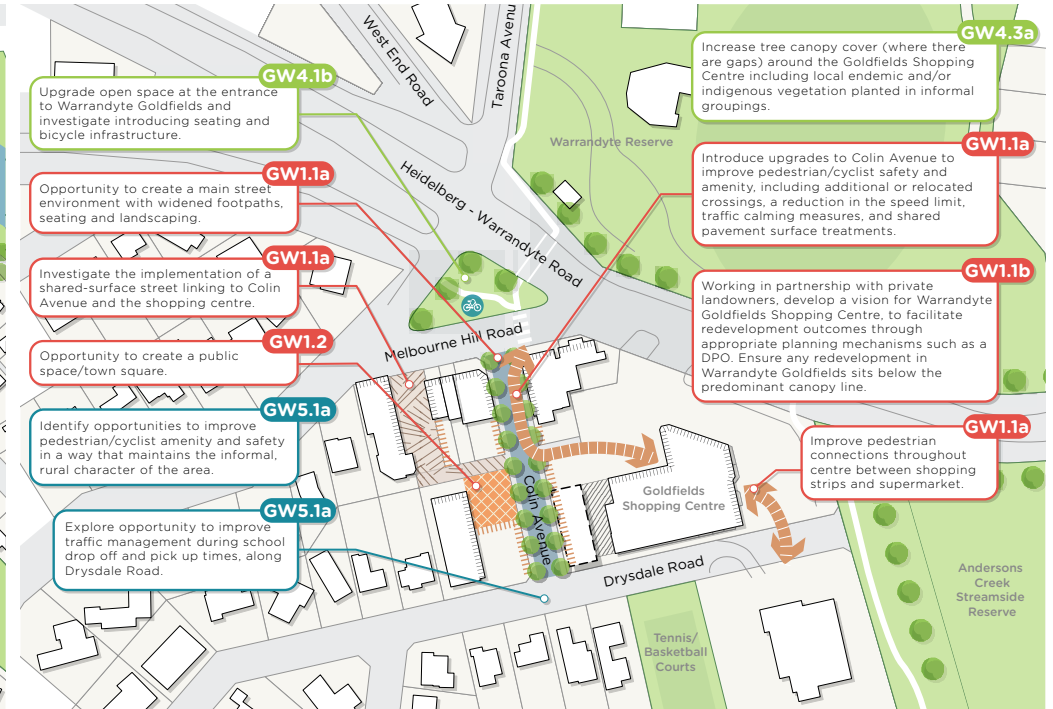 West End Road
Taroona Avenu
GW4.1b
Upgrade open space at the entrance
to Warrandyte Goldfields and
investigate introducing seating and
bicycle infrastructure.
GW1.1a
Opportunity to create a main street
environment with widened footpaths,
seating and landscaping.
GW1.1a
Investigate the implementation of a
shared-surface street linking to Colin
Avenue and the shopping centre.
GW1.2
Opportunity to create a public
space/town square.
GW5.1a
Identify opportunities to improve
pedestrian/cyclist amenity and safety
in a way that maintains the informal,
rural character of the area.
GW5.1a
Explore opportunity to improve
traffic management during school
drop off and pick up times, along
Drysdale Road.
Heidelberg - Warrandyte Road
Melbourne Hill Road
Colin Avenue
Drysdale Road
Warrandyte Reserve
Goldfields
Shopping Centre
Tennis/
Basketball
Courts
Andersons
Creek
Streamside
Reserve
GW4.3a
Increase tree canopy cover (where there
are gaps) around the Goldfields Shopping
Centre including local endemic and/or
indigenous vegetation planted in informal
groupings.
GW1.1a
Introduce upgrades to Colin Avenue to
improve pedestrian/cyclist safety and
amenity, including additional or relocated
crossings, a reduction in the speed limit,
traffic calming measures, and shared
pavement surface treatments.
GW1.1b
Working in partnership with private
landowners, develop a vision for Warrandyte
Goldfields Shopping Centre, to facilitate
redevelopment outcomes through
appropriate planning mechanisms such as a
DPO. Ensure any redevelopment in
Warrandyte Goldfields sits below the
predominant canopy line.
GW1.1a
Improve pedestrian
connections throughout
centre between shopping
strips and supermarket.